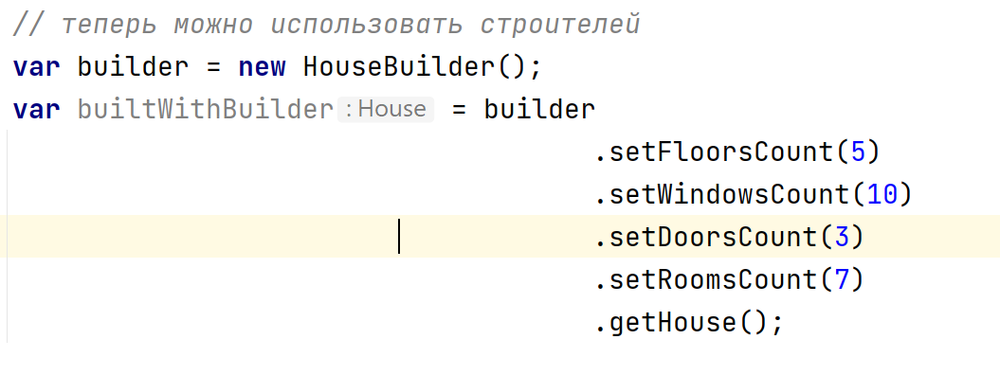 // теперь можно использовать строителей
var builder = new HouseBuilder();
var builtWithBuilder : House = builder
.setFloorsCount(5)
.setWindowsCount(10)
.setDoorsCount(3)
.setRoomsCount(7)
.getHouse();